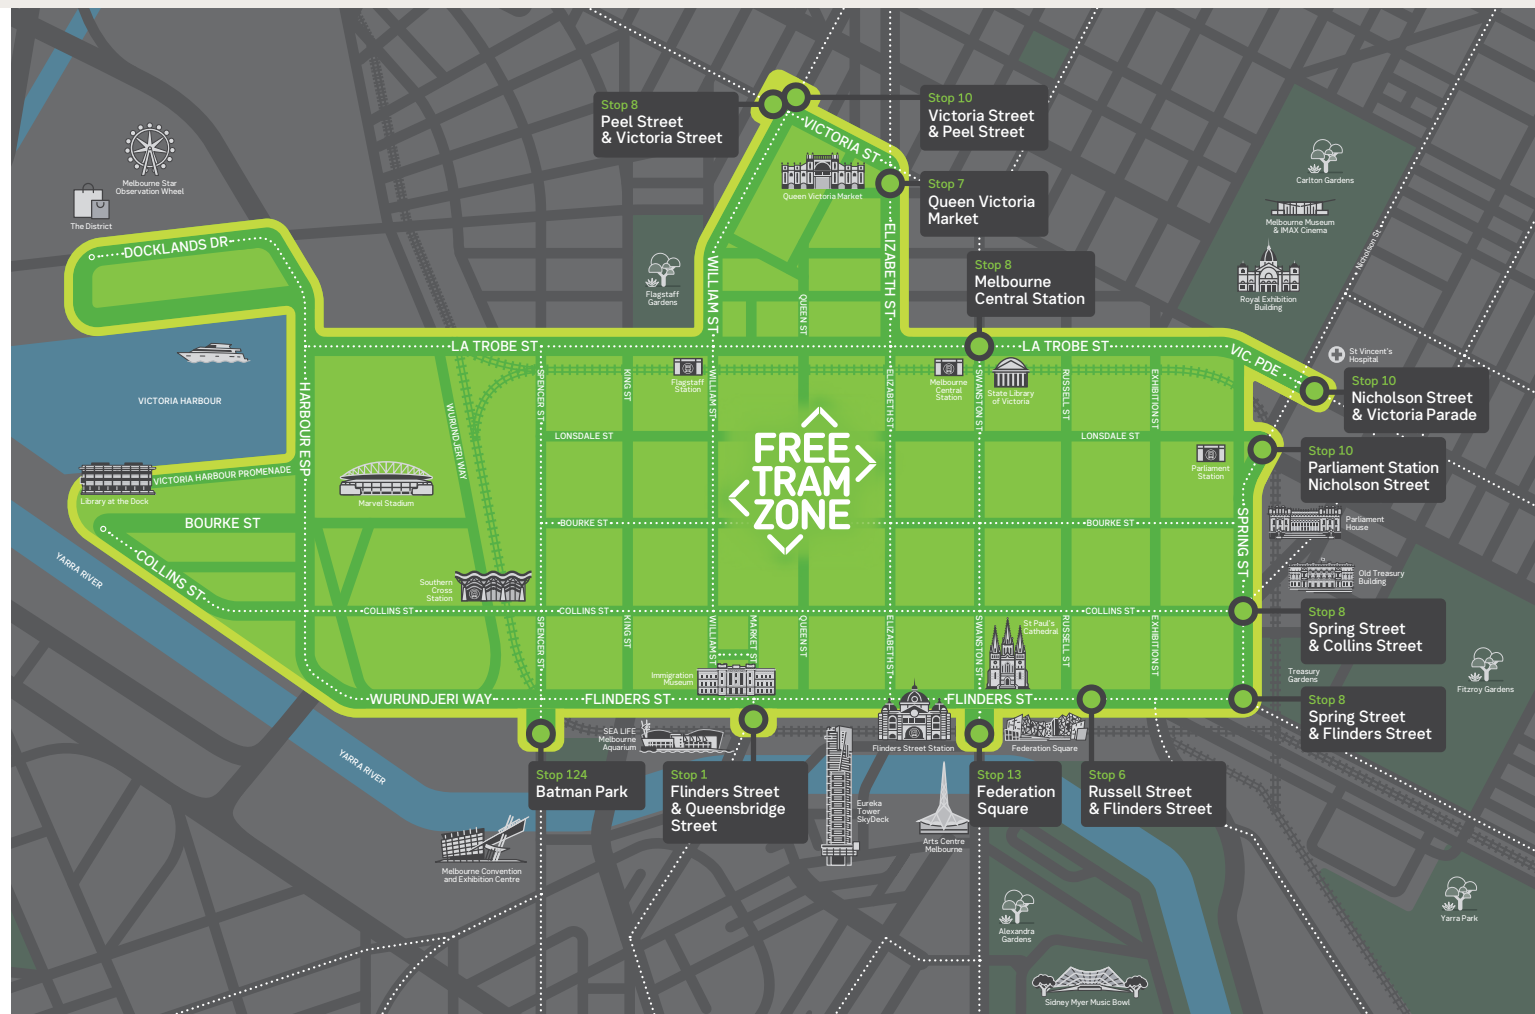 Stop 8
Peel Street
& Victoria Street
Stop 10
Victoria Street
& Peel Street
VICTORIA ST
Queen Victoria Market
Stop 7
Queen Victoria
Market
Melbourne Star
Observation Wheel
The District
Carlton Gardens
Melbourne Museum
& IMAX Cinema
Nicholson St
Royal Exhibition
Building
DOCKLANDS DR
Flagstaff
Gardens
WILLIAM ST
QUEEN ST
ELIZABETH ST
Stop 8
Melbourne
Central Station
LA TROBE ST
LA TROBE ST
VIC. PDE
St Vincent's
Hospital
Stop 10
Nicholson Street
& Victoria Parade
VICTORIA HARBOUR
HARBOUR ESP
WURUNDJERI WAY
SPENCER ST
KING ST
Flagstaff
Station
WILLIAM ST
ELIZABETH ST
Melbourne
Central
Station
SWANSTON ST
State Library
of Victoria
RUSSELL ST
EXHIBITION ST
LONSDALE ST
LONSDALE ST
FREE
TRAM
ZONE
Parliament
Station
Stop 10
Parliament Station
Nicholson Street
VICTORIA HARBOUR PROMENADE
Library at the Dock
Marvel Stadium
BOURKE ST
BOURKE ST
BOURKE ST
SPRING ST
Parliament
House
Old Treasury
Building
COLLINS ST
YARRA RIVER
Southern
Cross
Station
COLLINS ST
COLLINS ST
COLLINS ST
Stop 8
Spring Street
& Collins Street
SPENCER ST
KING ST
WILLIAM ST
MARKET ST
QUEEN ST
ELIZABETH ST
SWANSTON ST
St Paul's
Cathedral
RUSSELL ST
EXHIBITION ST
Immigration
Museum
Treasury
Gardens
Fitzroy Gardens
WURUNDJERI WAY
FLINDERS ST
FLINDERS ST
Stop 8
Spring Street
& Flinders Street
SEA LIFE
Melbourne
Aquarium
Flinders Street Station
Federation Square
YARRA RIVER
Stop 124
Batman Park
Stop 1
Flinders Street
& Queensbridge
Street
Eureka
Tower
SkyDeck
Arts Centre
Melbourne
Stop 13
Federation
Square
Stop 6
Russell Street
& Flinders Street
Melbourne Convention
and Exhibition Centre
Alexandra
Gardens
Yarra Park
Sidney Myer Music Bowl